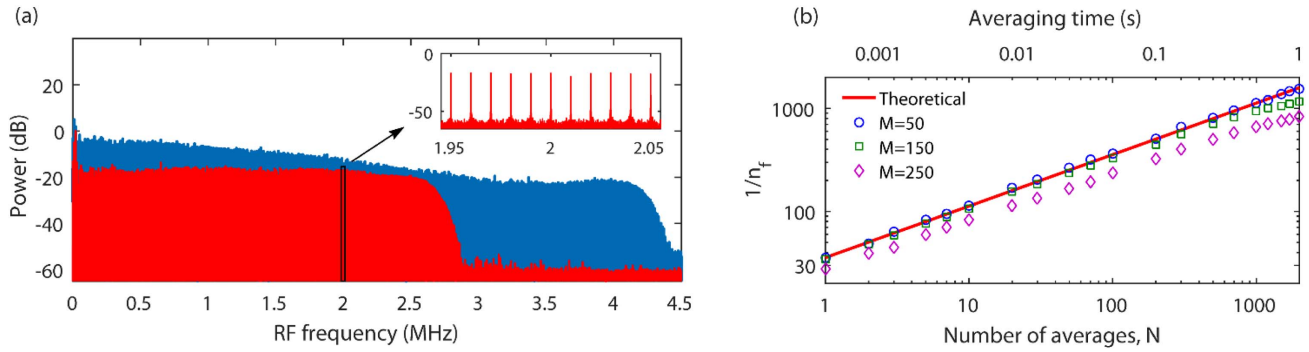 (a)
Power (dB)
20
0
-20
-40
-60
0
0.5
1
1.5
2
2.5
3
3.5
4
4.5
RF frequency (MHz)
0
-50
1.95
2
2.05
(b)
Averaging time (s)
0.001
0.01
0.1
1
1/nf
1000
100
30
Theoretical
M=50
M=150
M=250
1
10
100
1000
Number of averages, N